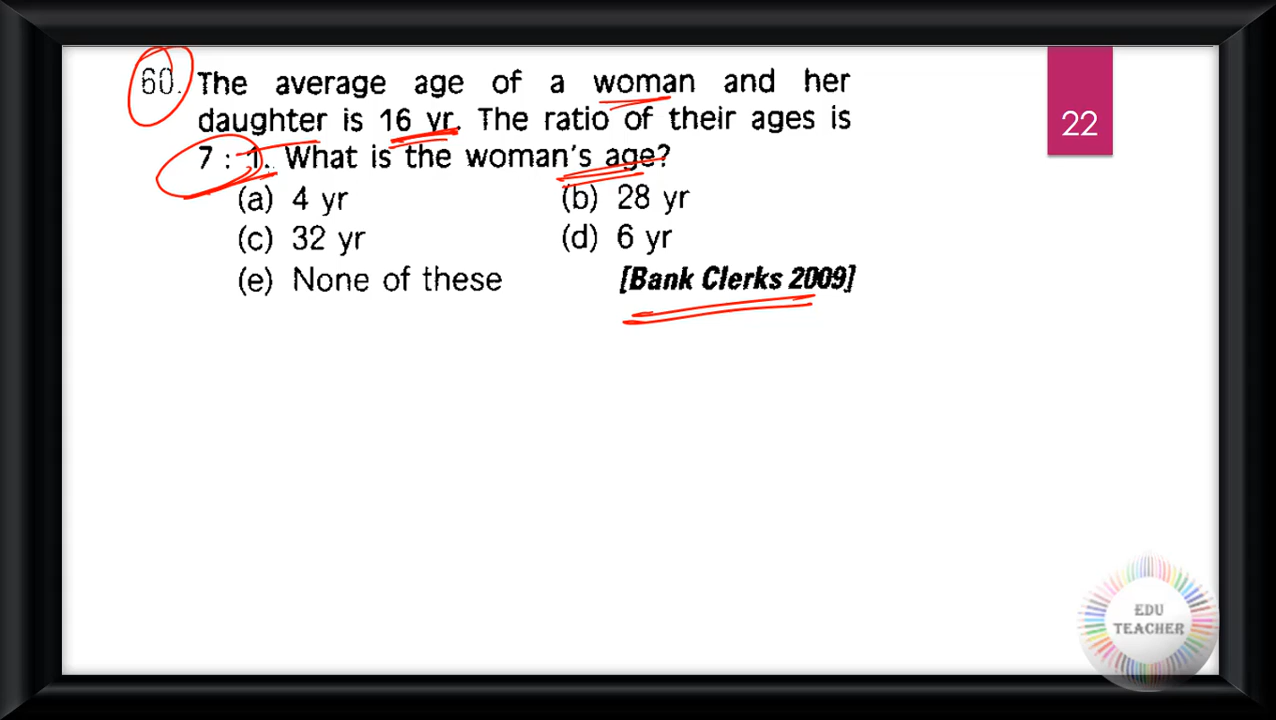 60. The average age of a woman and her
22
daughter is 16 yr. The ratio of their ages is
7 : 1. What is the woman's age?
(a) 4 yr (b) 28 yr
(c) 32 yr (d) 6 yr
(e) None of these [Bank Clerks 2009]
EDU
TEACHER